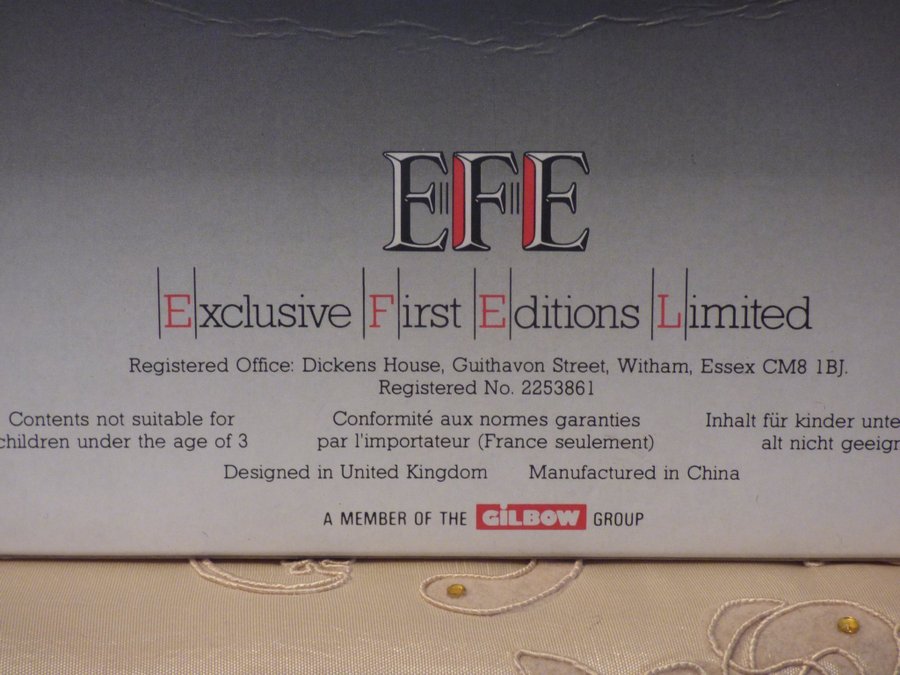 EFE
Exclusive First Editions Limited
Registered Office: Dickens House, Guithavon Street, Witham, Essex CM8 1BJ.
Registered No. 2253861
Contents not suitable for Conformité aux normes garanties Inhalt für kinder
children under the age of 3 par l'importateur (France seulement) alt nicht
Designed in United Kingdom Manufactured in China
A MEMBER OF THE GILBOW GROUP